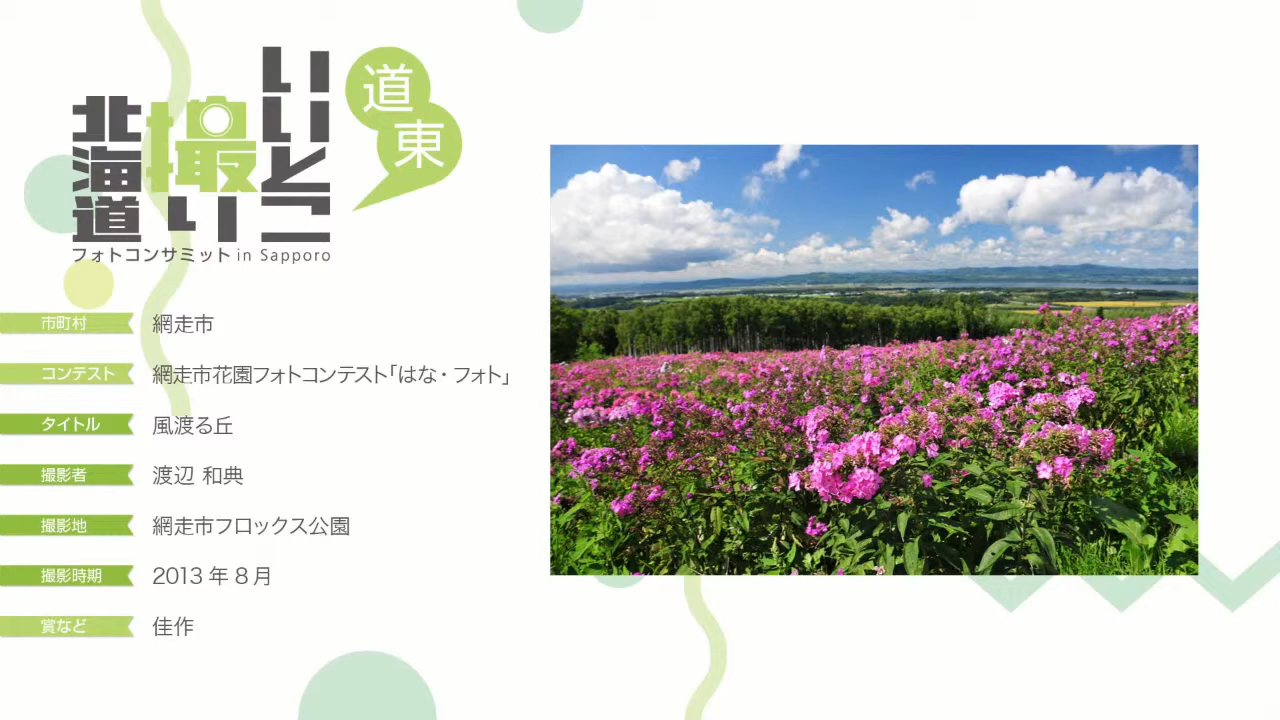 北海道
撮り
いいとこ
フォトコンサミット in Sapporo
道東
市町村 網走市
コンテスト 網走市花園フォトコンテスト「はな・フォト」
タイトル 風渡る丘
撮影者 渡辺 和典
撮影地 網走市フロックス公園
撮影時期 2013 年 8 月
賞など 佳作